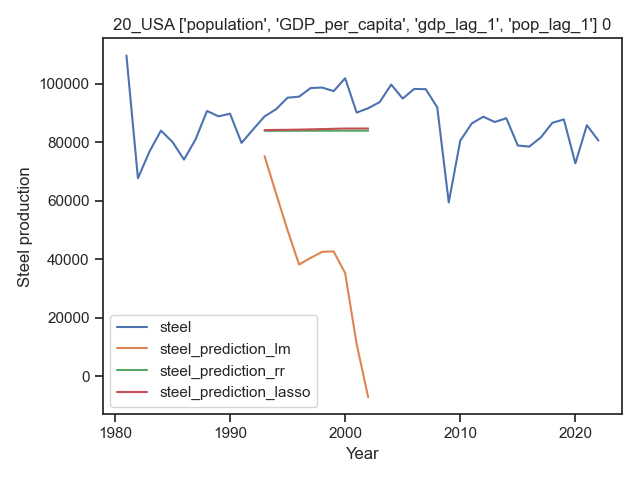 20_USA ['population', 'GDP_per_capita', 'gdp_lag_1', 'pop_lag_1'] 0
100000
80000
60000
40000
20000
0
Steel production
steel
steel_prediction_lm
steel_prediction_rr
steel_prediction_lasso
1980
1990
2000
2010
2020
Year